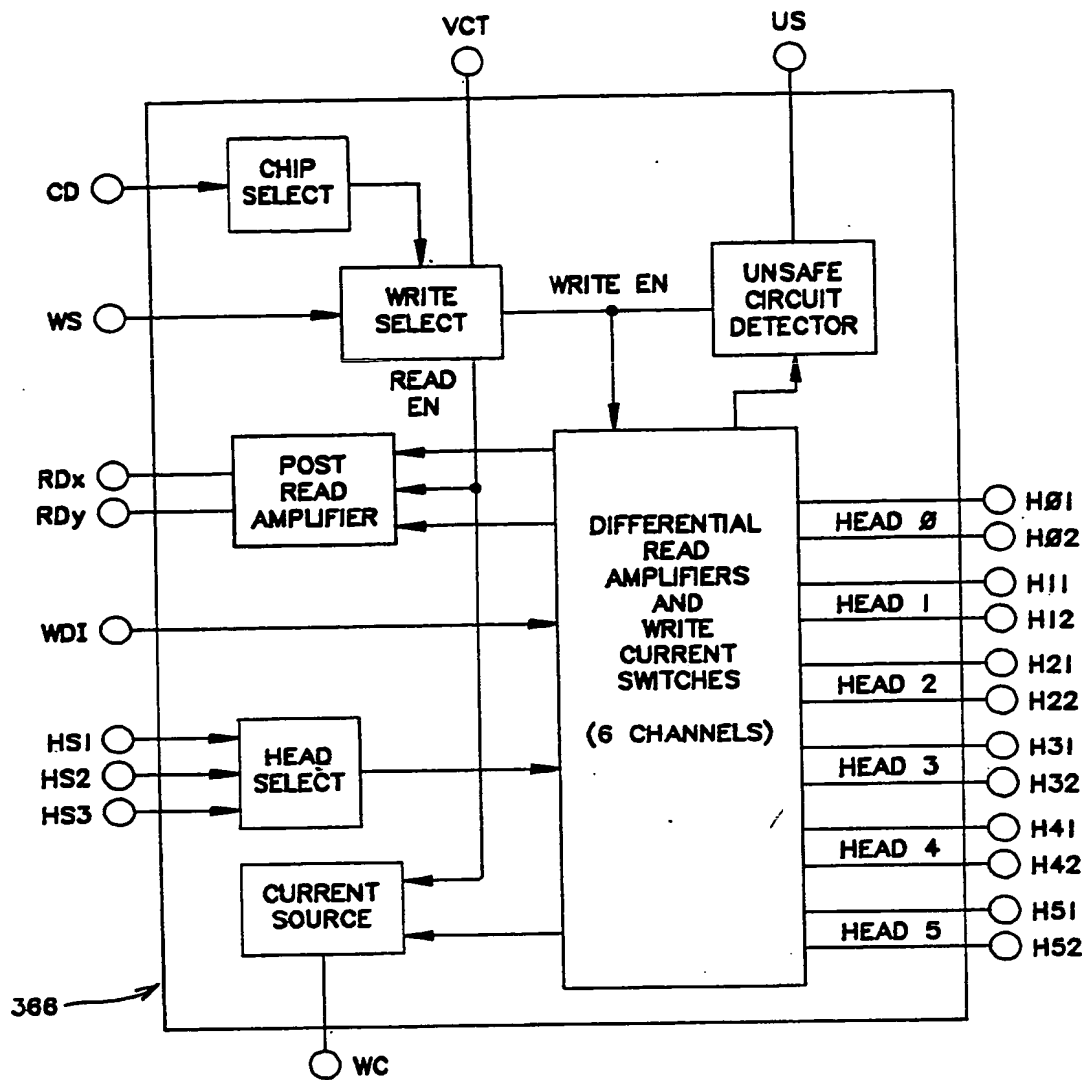 VCT
US
CD
CHIP
SELECT
WS
WRITE
SELECT
WRITE EN
UNSAFE
CIRCUIT
DETECTOR
READ
EN
RDx
RDy
POST
READ
AMPLIFIER
DIFFERENTIAL
READ
AMPLIFIERS
AND
WRITE
CURRENT
SWITCHES
(6 CHANNELS)
HEAD Ø
HØ1
HØ2
HEAD 1
H11
H12
WDI
HEAD 2
H21
H22
HS1
HS2
HS3
HEAD
SELECT
HEAD 3
H31
H32
HEAD 4
H41
H42
CURRENT
SOURCE
HEAD 5
H51
H52
366
WC